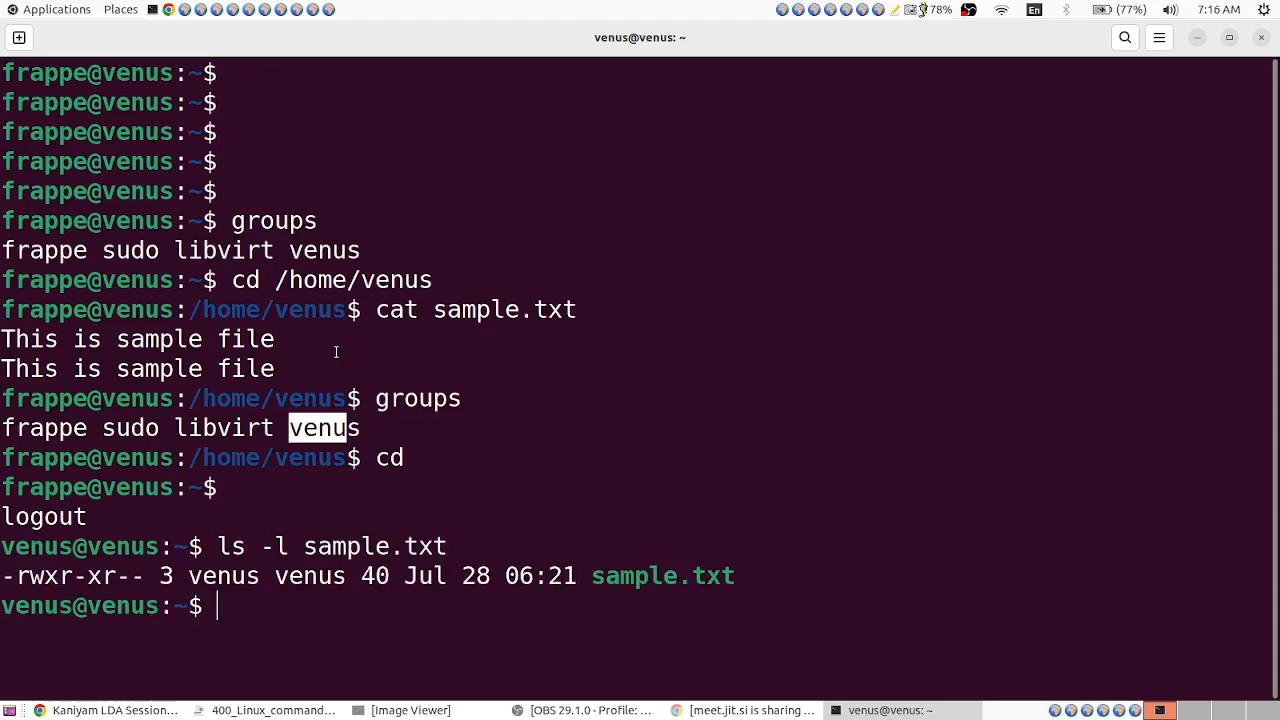 Applications Places 78% En (77%) 7:16 AM
venus@venus: ~
frappe@venus:~$
frappe@venus:~$
frappe@venus:~$
frappe@venus:~$
frappe@venus:~$
frappe@venus:~$ groups
frappe sudo libvirt venus
frappe@venus:~$ cd /home/venus
frappe@venus:/home/venus$ cat sample.txt
This is sample file
This is sample file
frappe@venus:/home/venus$ groups
frappe sudo libvirt venus
frappe@venus:/home/venus$ cd
frappe@venus:~$
logout
venus@venus:~$ ls -l sample.txt
-rwxr-xr-- 3 venus venus 40 Jul 28 06:21 sample.txt
venus@venus:~$
Kaniyam LDA Session... 400_Linux_comman... [Image Viewer] [OBS 29.1.0 - Profile: ... [meet.jit.si is sharing ... venus@venus: ~